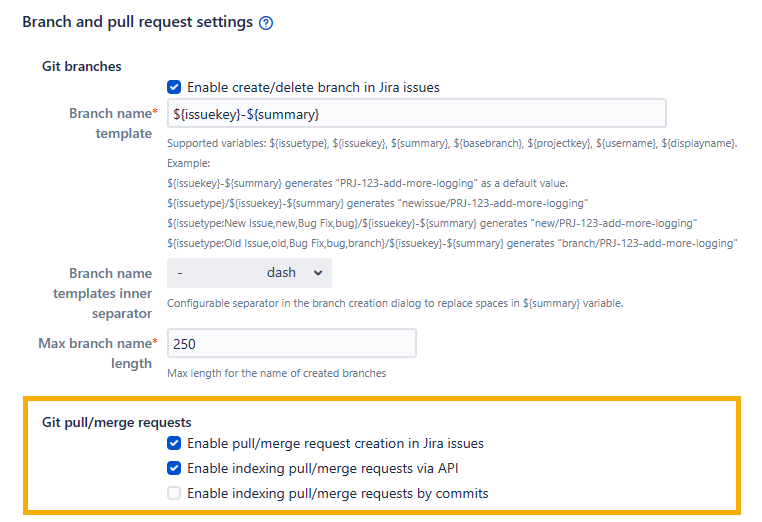 Branch and pull request settings ?
Git branches
Enable create/delete branch in Jira issues
Branch name*
template
${issuekey}-${summary}
Supported variables: ${issuetype}, ${issuekey}, ${summary}, ${basebranch}, ${projectkey}, ${username}, ${displayname}.
Example:
${issuekey}-${summary} generates "PRJ-123-add-more-logging" as a default value.
${issuetype}/${issuekey}-${summary} generates "newissue/PRJ-123-add-more-logging"
${issuetype:New Issue,new,Bug Fix,bug}/${issuekey}-${summary} generates "new/PRJ-123-add-more-logging"
${issuetype:Old Issue,old,Bug Fix,bug,branch}/${issuekey}-${summary} generates "branch/PRJ-123-add-more-logging"
Branch name
templates inner
separator
- dash
Configurable separator in the branch creation dialog to replace spaces in ${summary} variable.
Max branch name*
length
250
Max length for the name of created branches
Git pull/merge requests
Enable pull/merge request creation in Jira issues
Enable indexing pull/merge requests via API
Enable indexing pull/merge requests by commits